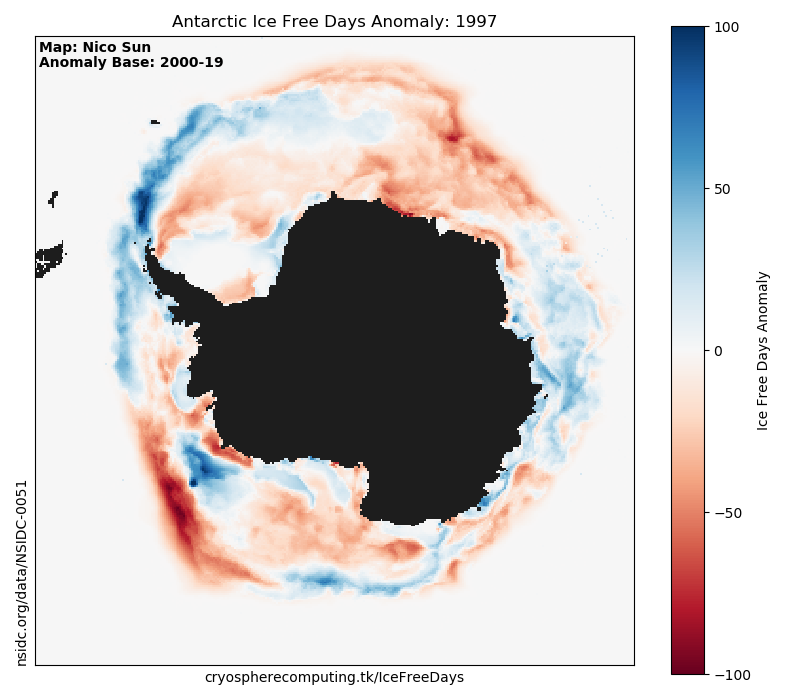 Antarctic Ice Free Days Anomaly: 1997
Map: Nico Sun
Anomaly Base: 2000-19
100
50
0
−50
−100
Ice Free Days Anomaly
nsidc.org/data/NSIDC-0051
cryospherecomputing.tk/IceFreeDays